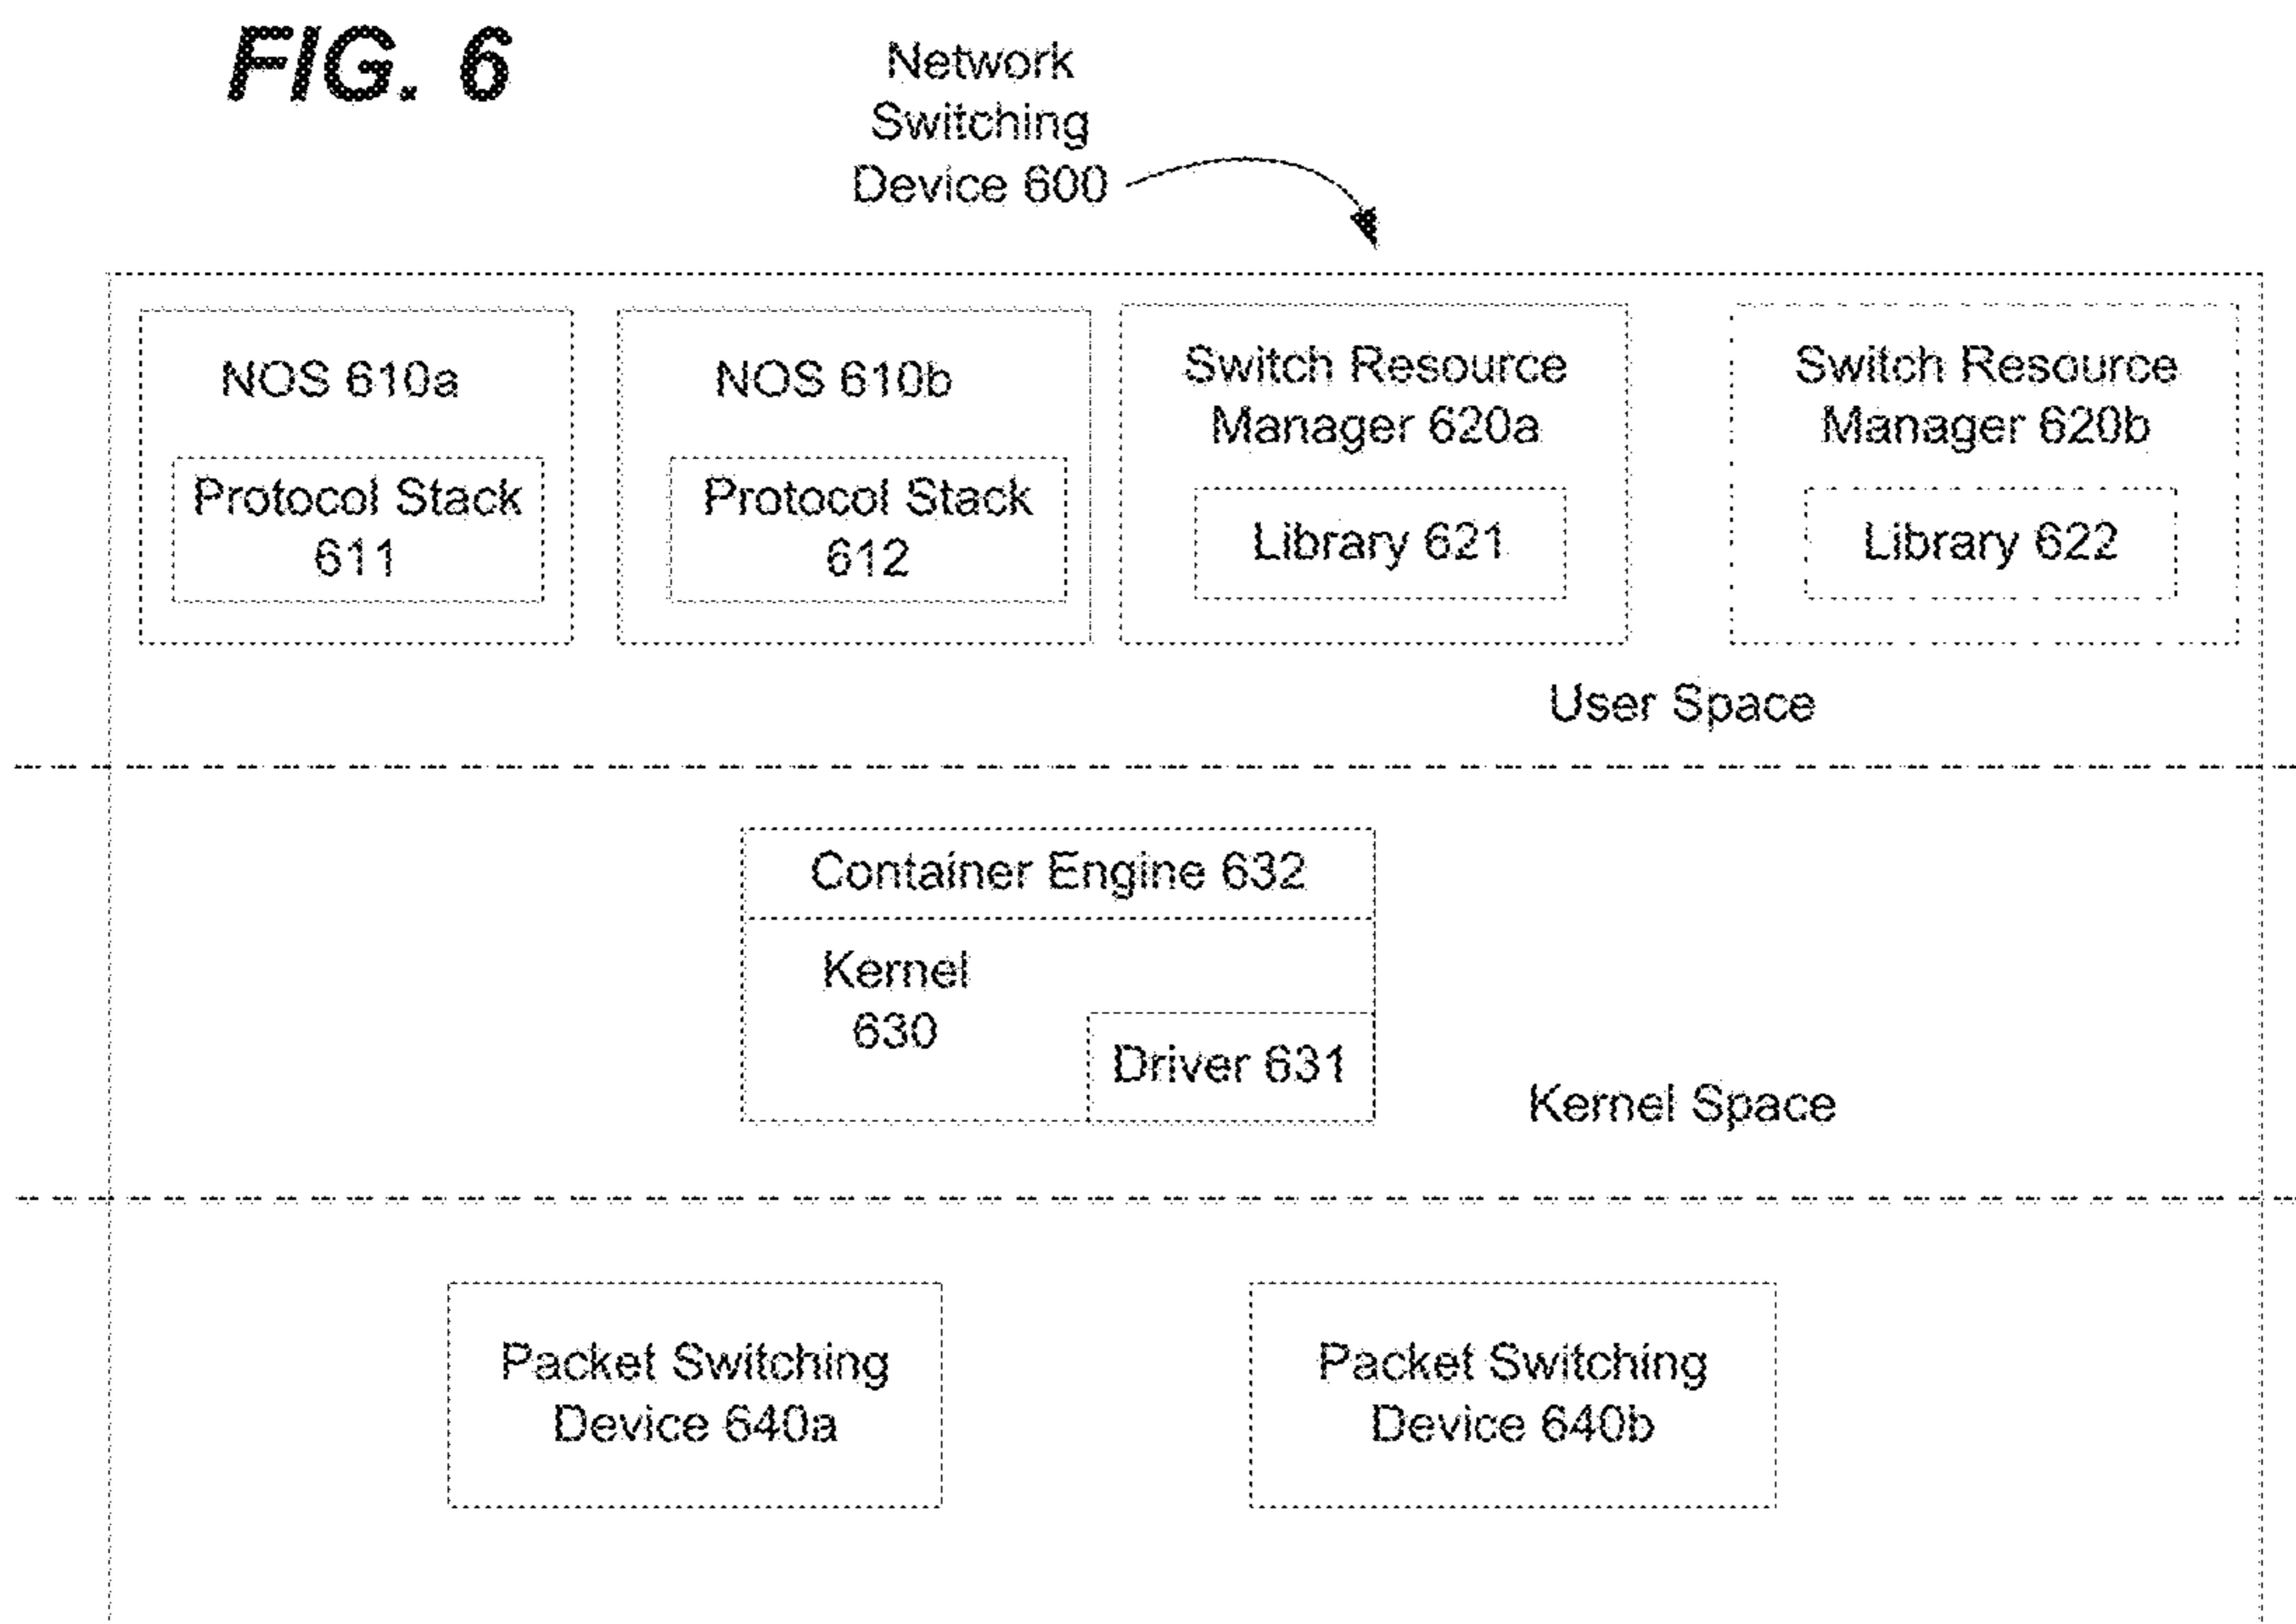 FIG. 6
Network
Switching
Device 600
NOS 610a
Protocol Stack
611
NOS 610b
Protocol Stack
612
Switch Resource
Manager 620a
Library 621
Switch Resource
Manager 620b
Library 622
User Space
Container Engine 632
Kernel
630
Driver 631
Kernel Space
Packet Switching
Device 640a
Packet Switching
Device 640b